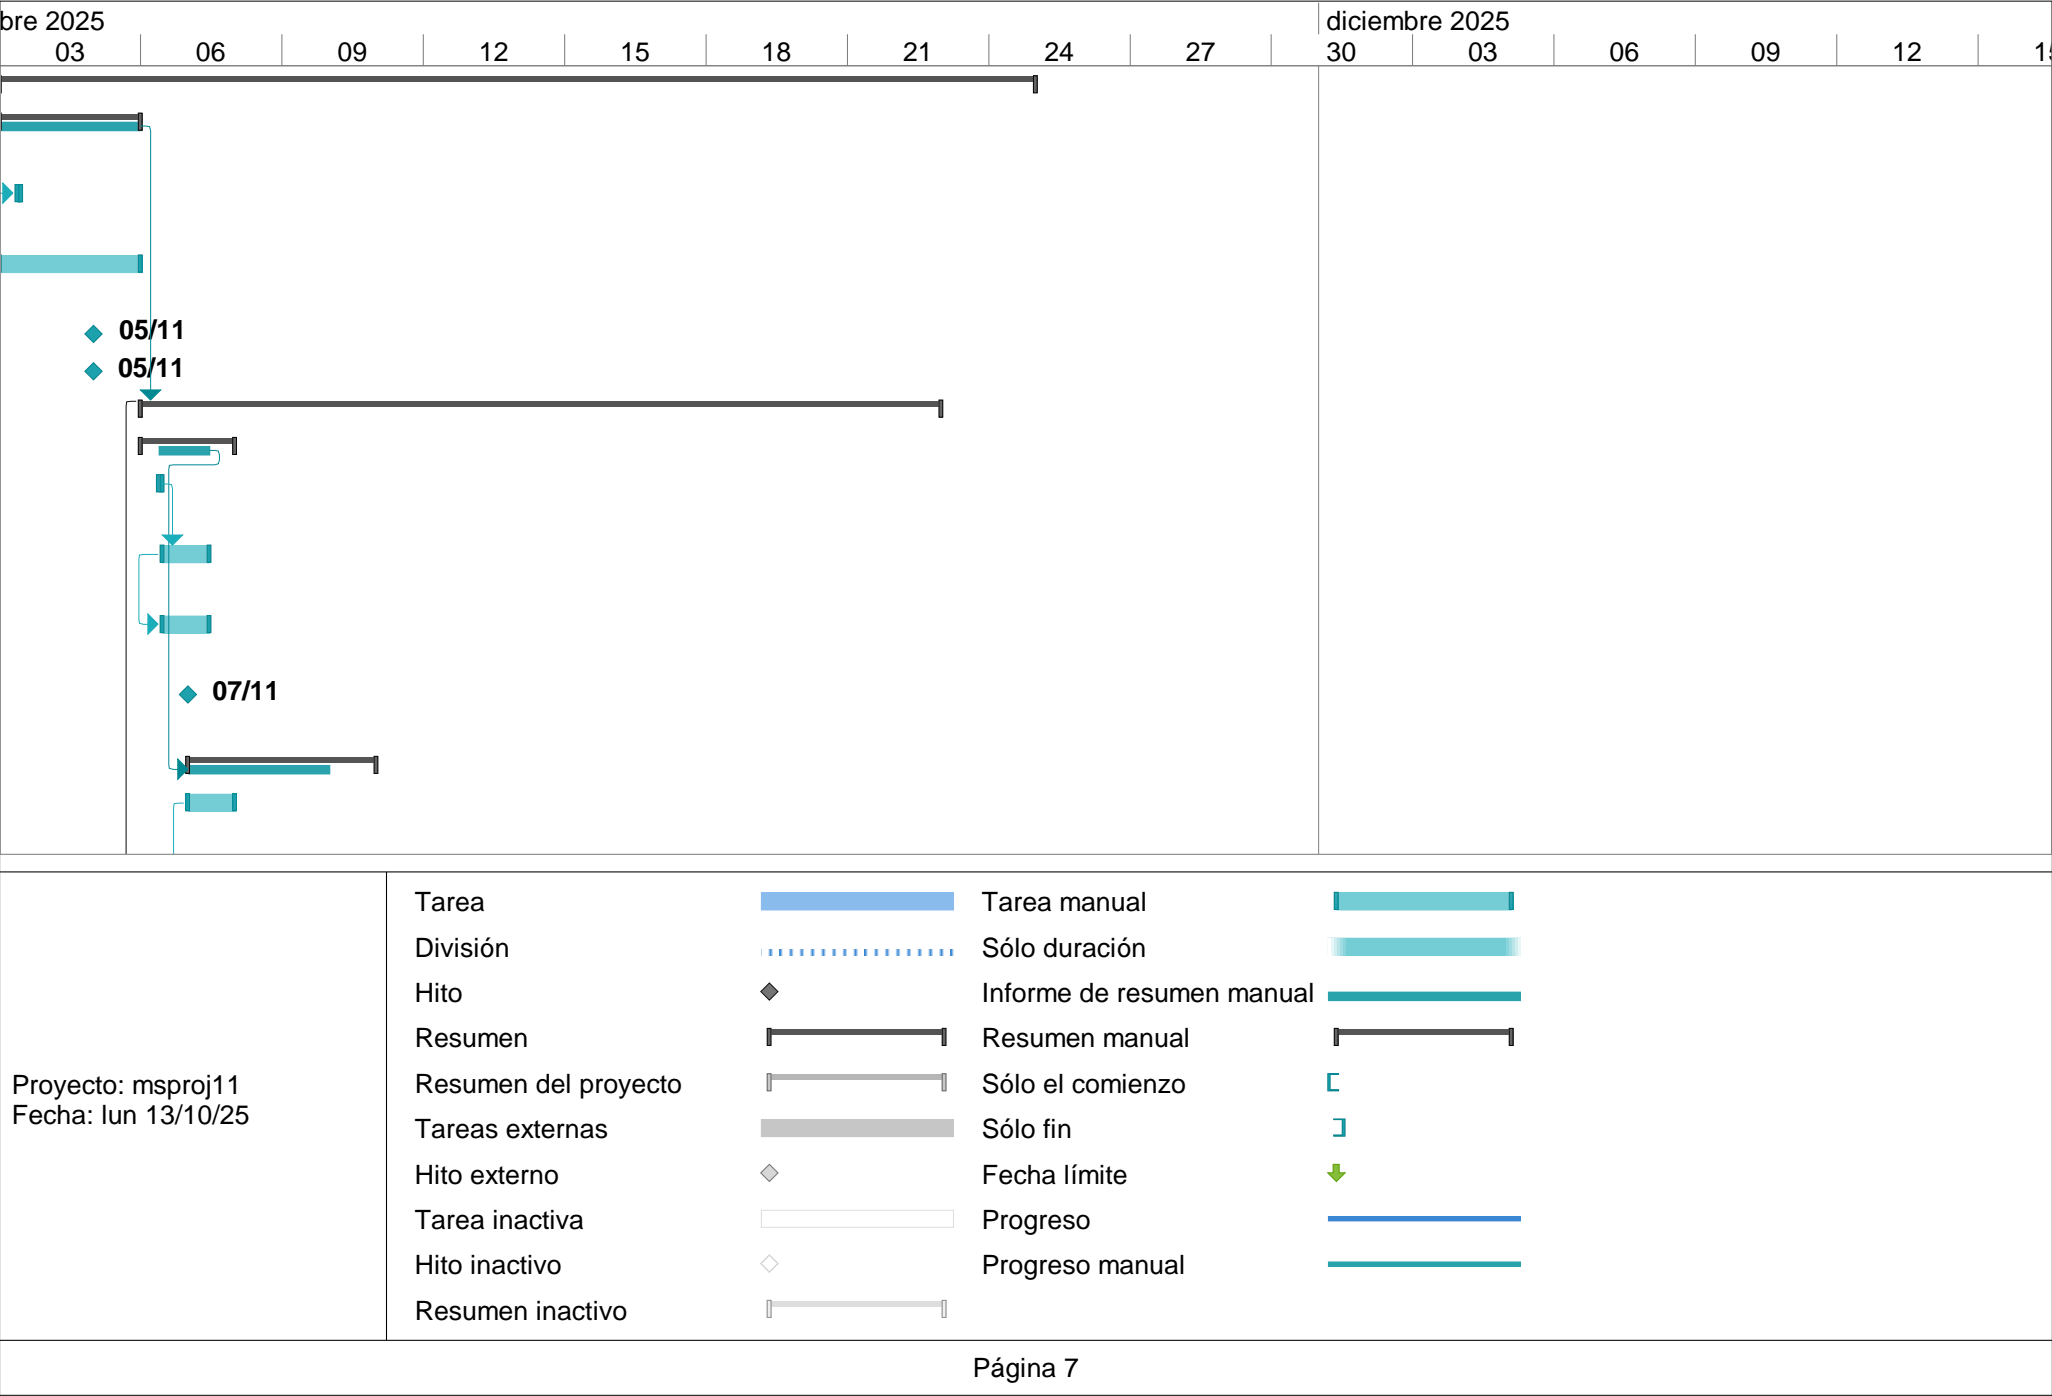 bre 2025
diciembre 2025
03 06 09 12 15 18 21 24 27 30 03 06 09 12 15
05/11
05/11
07/11
Proyecto: msproj11
Fecha: lun 13/10/25
Tarea
División
Hito
Resumen
Resumen del proyecto
Tareas externas
Hito externo
Tarea inactiva
Hito inactivo
Resumen inactivo
Tarea manual
Sólo duración
Informe de resumen manual
Resumen manual
Sólo el comienzo
Sólo fin
Fecha límite
Progreso
Progreso manual
Página 7